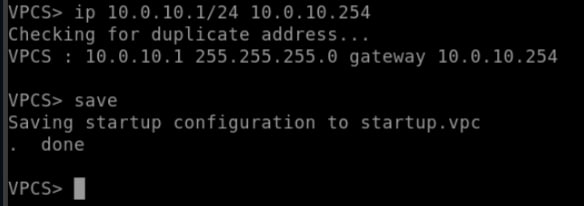 VPCS> ip 10.0.10.1/24 10.0.10.254
Checking for duplicate address...
VPCS : 10.0.10.1 255.255.255.0 gateway 10.0.10.254
VPCS> save
Saving startup configuration to startup.vpc
.  done
VPCS>